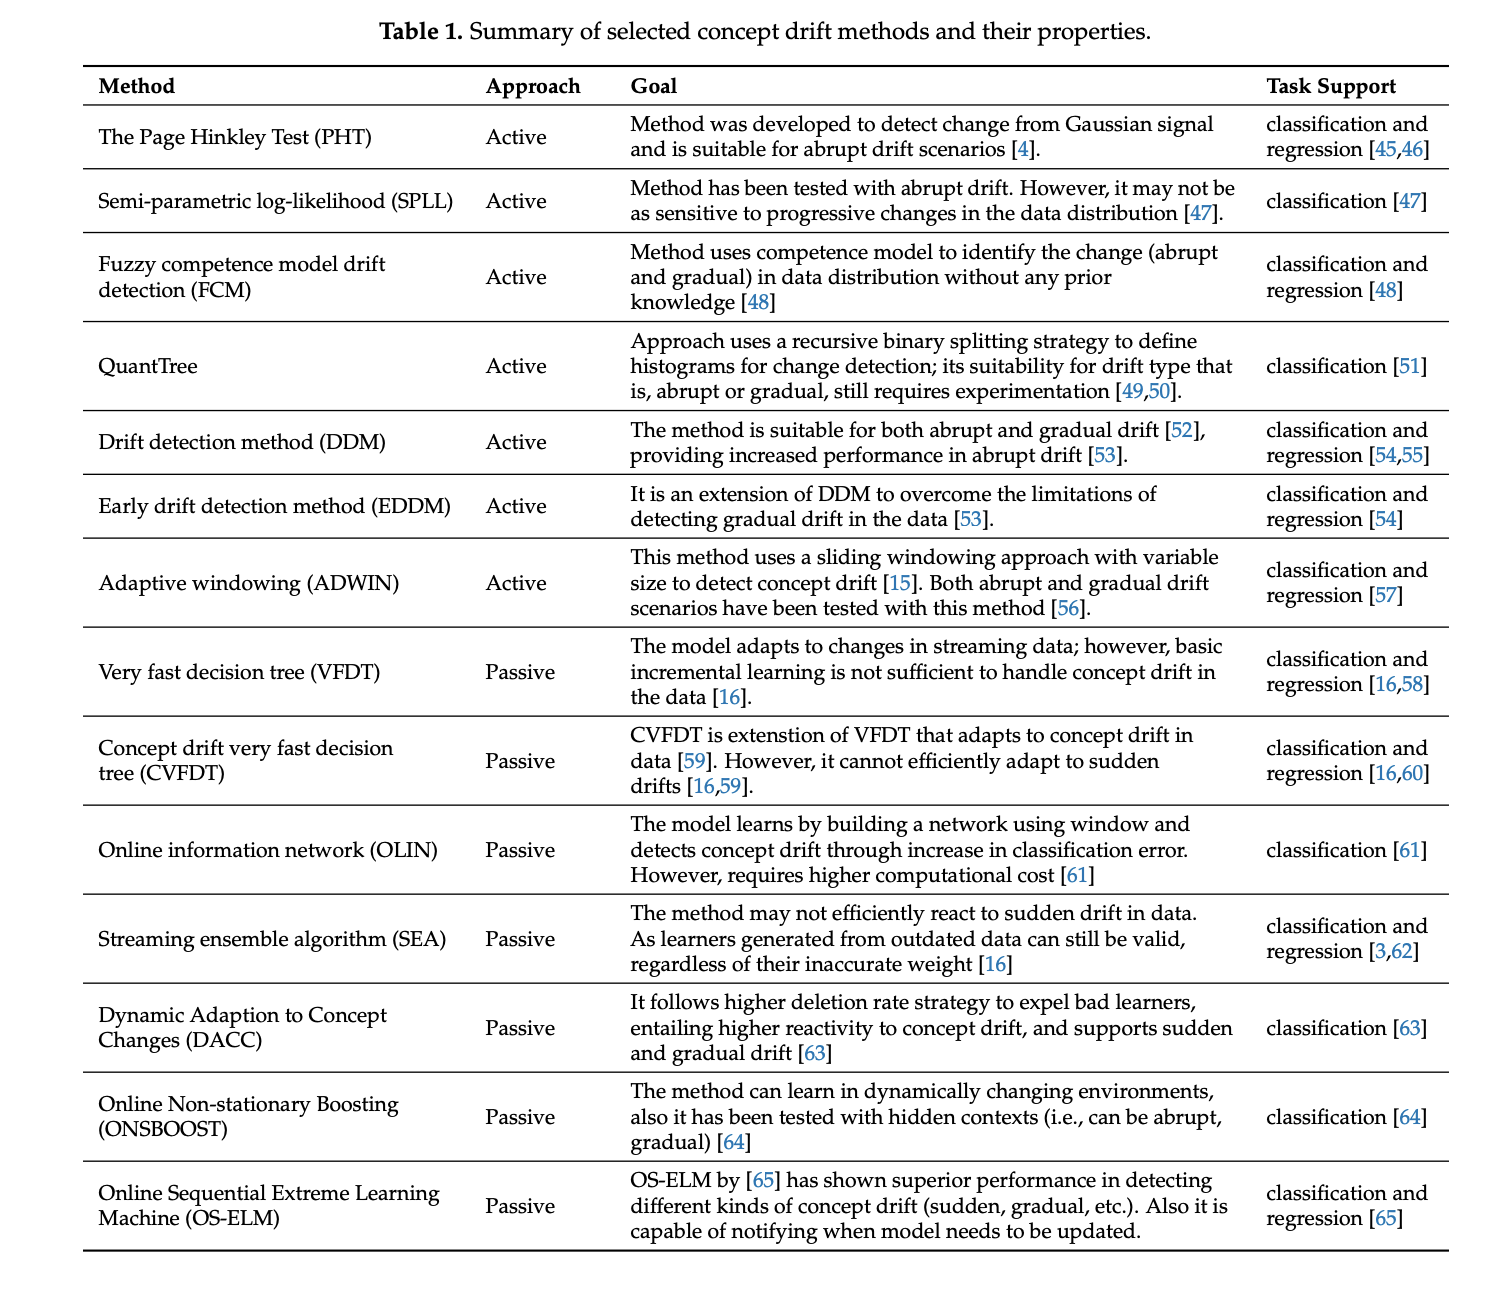 Table 1. Summary of selected concept drift methods and their properties.
Method Approach Goal Task Support
The Page Hinkley Test (PHT) Active Method was developed to detect change from Gaussian signal classification and
and is suitable for abrupt drift scenarios [4]. regression [45,46]
Semi-parametric log-likelihood (SPLL) Active Method has been tested with abrupt drift. However, it may not be classification [47]
as sensitive to progressive changes in the data distribution [47].
Fuzzy competence model drift Active Method uses competence model to identify the change (abrupt classification and
detection (FCM) and gradual) in data distribution without any prior regression [48]
knowledge [48]
QuantTree Active Approach uses a recursive binary splitting strategy to define classification [51]
histograms for change detection; its suitability for drift type that
is, abrupt or gradual, still requires experimentation [49,50].
Drift detection method (DDM) Active The method is suitable for both abrupt and gradual drift [52], classification and
providing increased performance in abrupt drift [53]. regression [54,55]
Early drift detection method (EDDM) Active It is an extension of DDM to overcome the limitations of classification and
detecting gradual drift in the data [53]. regression [54]
Adaptive windowing (ADWIN) Active This method uses a sliding windowing approach with variable classification and
size to detect concept drift [15]. Both abrupt and gradual drift regression [57]
scenarios have been tested with this method [56].
Very fast decision tree (VFDT) Passive The model adapts to changes in streaming data; however, basic classification and
incremental learning is not sufficient to handle concept drift in regression [16,58]
the data [16].
Concept drift very fast decision Passive CVFDT is extenstion of VFDT that adapts to concept drift in classification and
tree (CVFDT) data [59]. However, it cannot efficiently adapt to sudden regression [16,60]
drifts [16,59].
Online information network (OLIN) Passive The model learns by building a network using window and classification [61]
detects concept drift through increase in classification error.
However, requires higher computational cost [61]
Streaming ensemble algorithm (SEA) Passive The method may not efficiently react to sudden drift in data. classification and
As learners generated from outdated data can still be valid, regression [3,62]
regardless of their inaccurate weight [16]
Dynamic Adaption to Concept Passive It follows higher deletion rate strategy to expel bad learners, classification [63]
Changes (DACC) entailing higher reactivity to concept drift, and supports sudden
and gradual drift [63]
Online Non-stationary Boosting Passive The method can learn in dynamically changing environments, classification [64]
(ONSBOOST) also it has been tested with hidden contexts (i.e., can be abrupt,
gradual) [64]
Online Sequential Extreme Learning Passive OS-ELM by [65] has shown superior performance in detecting classification and
Machine (OS-ELM) different kinds of concept drift (sudden, gradual, etc.). Also it is regression [65]
capable of notifying when model needs to be updated.